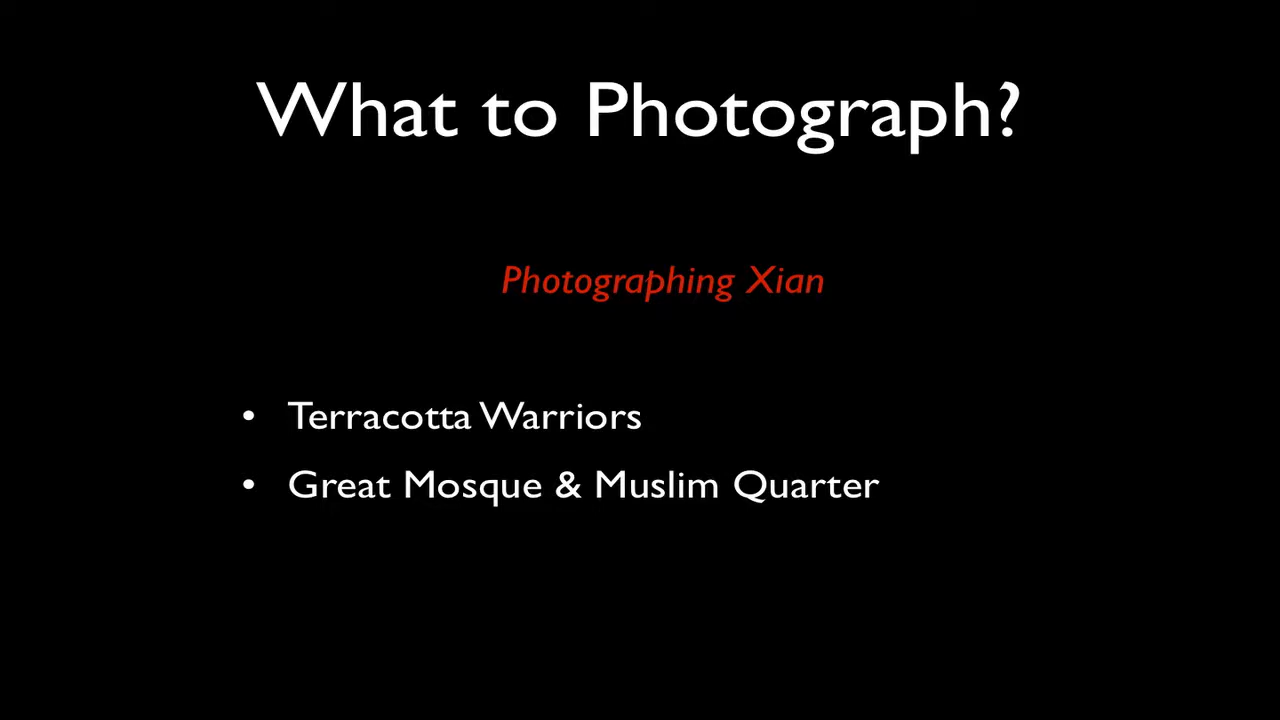 What to Photograph?
Photographing Xian
• Terracotta Warriors
• Great Mosque & Muslim Quarter